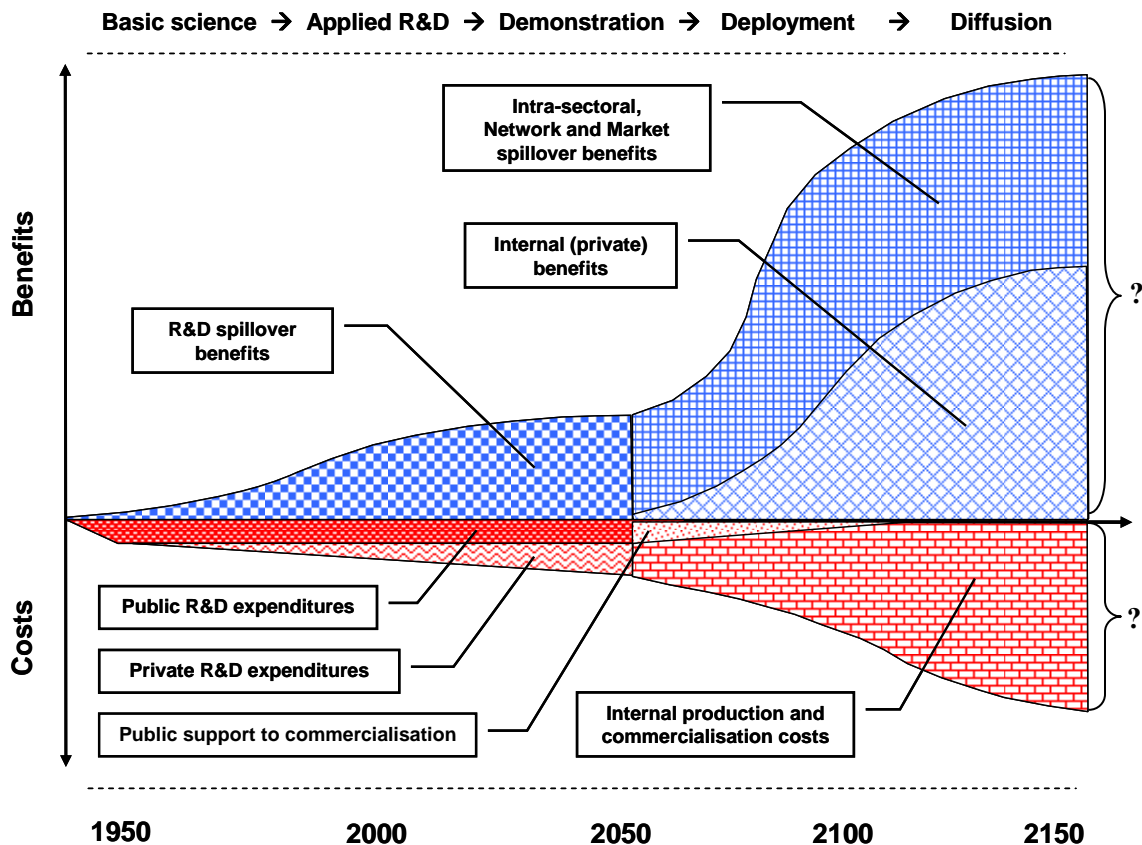 Basic science → Applied R&D → Demonstration → Deployment → Diffusion
Benefits
Intra-sectoral,
Network and Market
spillover benefits
Internal (private)
benefits
R&D spillover
benefits
?
Costs
Public R&D expenditures
Private R&D expenditures
Public support to commercialisation
Internal production and
commercialisation costs
?
1950 2000 2050 2100 2150